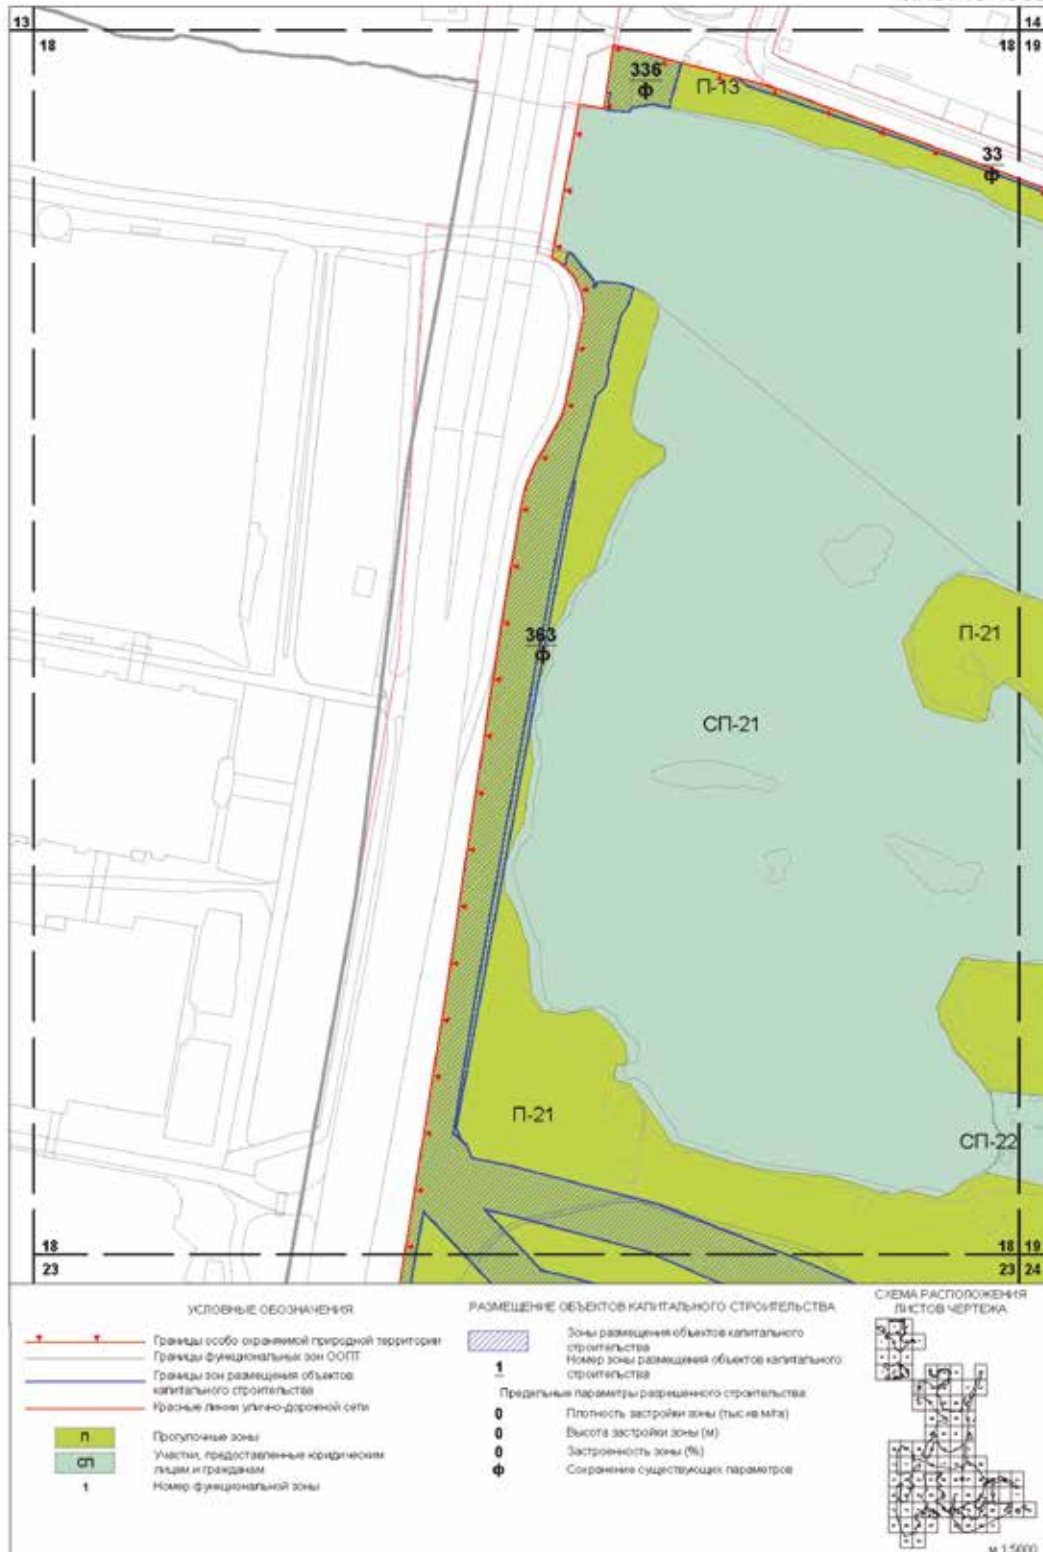 13
18
14
18 19
336
Ф
П-13
33
Ф
363
Ф
П-21
СП-21
П-21
СП-22
18
23
18 19
23 24
УСЛОВНЫЕ ОБОЗНАЧЕНИЯ
Границы особо охраняемой природной территории
Границы функциональных зон ООПТ
Границы зон размещения объектов
капитального строительства
Красные линии улично-дорожной сети
П Прогулочные зоны
СП Участки, предоставленные юридическим
лицам и гражданам
1 Номер функциональной зоны
РАЗМЕЩЕНИЕ ОБЪЕКТОВ КАПИТАЛЬНОГО СТРОИТЕЛЬСТВА
Зоны размещения объектов капитального
строительства
1 Номер зоны размещения объектов капитального
строительства
Предельные параметры разрешенного строительства
0 Плотность застройки зоны (тыс.кв.м/га)
0 Высота застройки зоны (м)
0 Застроенность зоны (%)
Ф Сохранение существующих параметров
СХЕМА РАСПОЛОЖЕНИЯ
ЛИСТОВ ЧЕРТЕЖА
М 1:5000